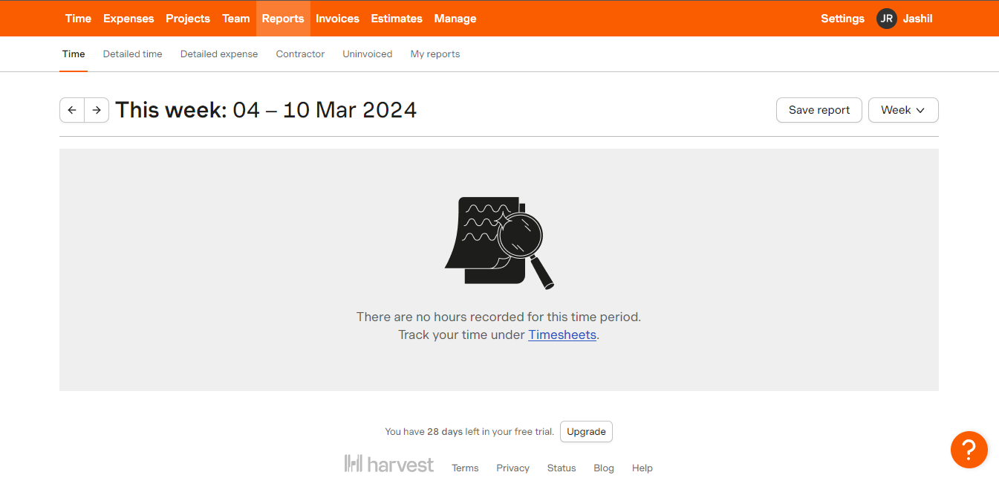 Time Expenses Projects Team Reports Invoices Estimates Manage Settings JR Jashil
Time Detailed time Detailed expense Contractor Uninvoiced My reports
This week: 04 – 10 Mar 2024 Save report Week
There are no hours recorded for this time period.
Track your time under Timesheets.
You have 28 days left in your free trial. Upgrade
harvest Terms Privacy Status Blog Help
?